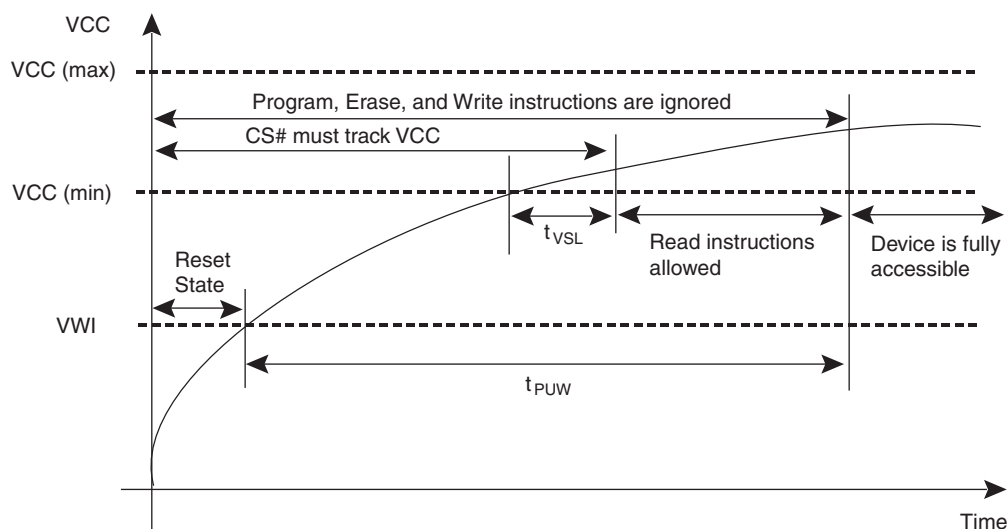 VCC
VCC (max)
Program, Erase, and Write instructions are ignored
CS# must track VCC
VCC (min)
tVSL
Read instructions
allowed
Device is fully
accessible
Reset
State
VWI
tPUW
Time